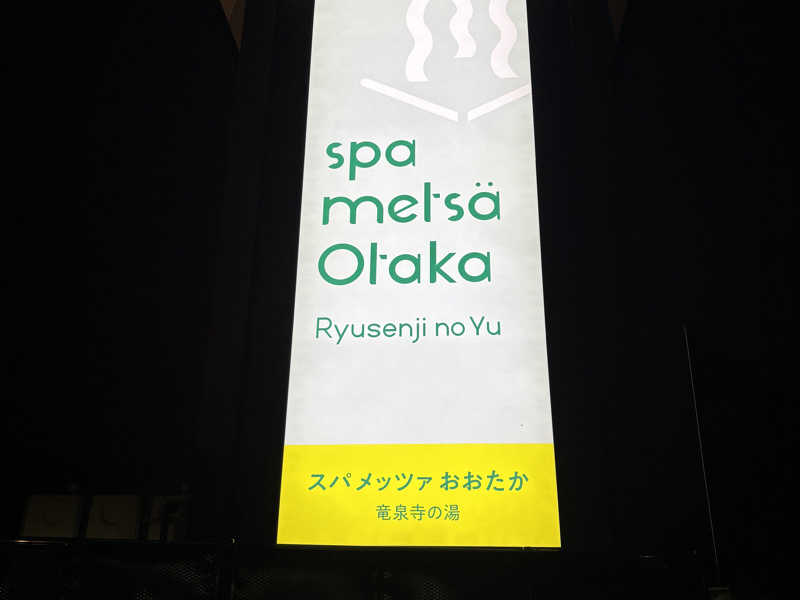 spa
metsä
Otaka
Ryusenji no Yu
スパ メッツァ おおたか
竜泉寺の湯